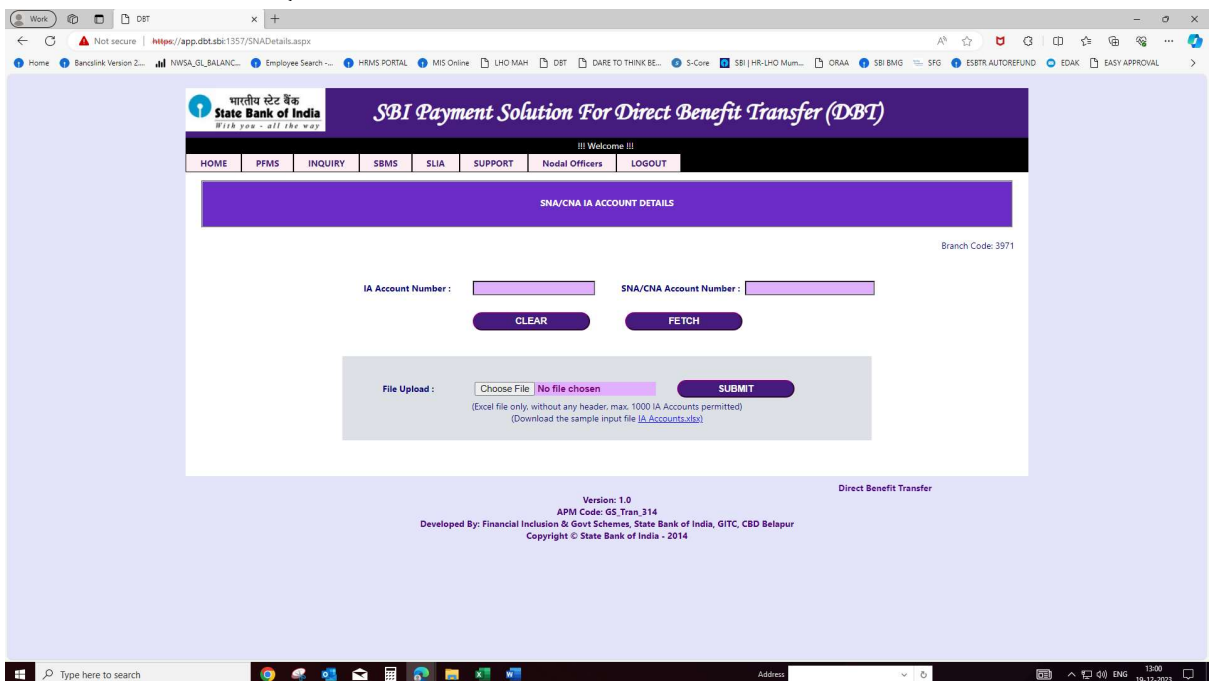 Work
DBT
Not secure | https://app.dbt.sbi:1357/SNADetails.aspx
Home Bancslink Version 2.... NWSA_GL_BALANC... Employee Search -... HRMS PORTAL MIS Online LHO MAH DBT DARE TO THINK BE... S-Core SBI | HR-LHO Mum... ORAA SBI BMG SFG ESBTR AUTOREFUND EDAK EASY APPROVAL
भारतीय स्टेट बैंक
State Bank of India
With you - all the way
SBI Payment Solution For Direct Benefit Transfer (DBT)
!!! Welcome !!!
HOME PFMS INQUIRY SBMS SLIA SUPPORT Nodal Officers LOGOUT
SNA/CNA IA ACCOUNT DETAILS
Branch Code: 3971
IA Account Number : SNA/CNA Account Number :
CLEAR FETCH
File Upload : Choose File No file chosen SUBMIT
(Excel file only, without any header, max. 1000 IA Accounts permitted)
(Download the sample input file IA Accounts.xlsx)
Direct Benefit Transfer
Version: 1.0
APM Code: GS_Tran_314
Developed By: Financial Inclusion & Govt Schemes, State Bank of India, GITC, CBD Belapur
Copyright © State Bank of India - 2014
Type here to search
Address
ENG
13:00
19-12-2023